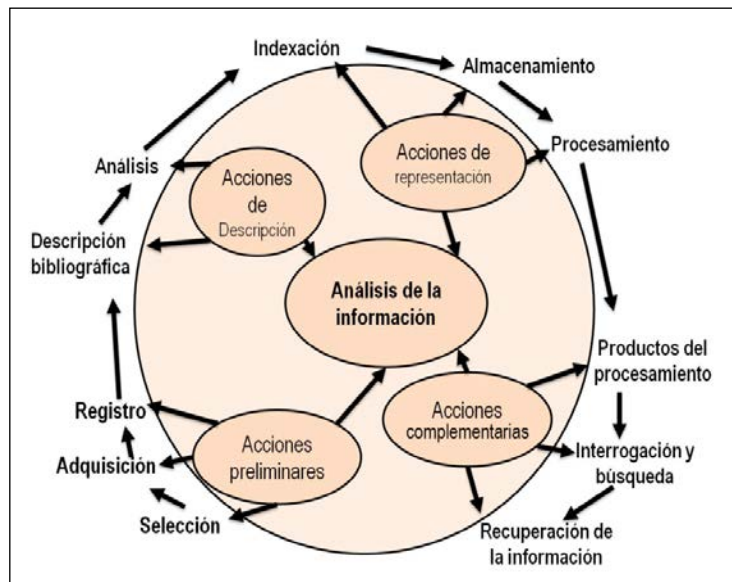 Indexación
Almacenamiento
Análisis
Acciones de
representación
Procesamiento
Acciones
de
Descripción
Descripción
bibliográfica
Análisis de la
información
Productos del
procesamiento
Registro
Acciones
complementarias
Acciones
preliminares
Adquisición
Interrogación y
búsqueda
Selección
Recuperación de
la información